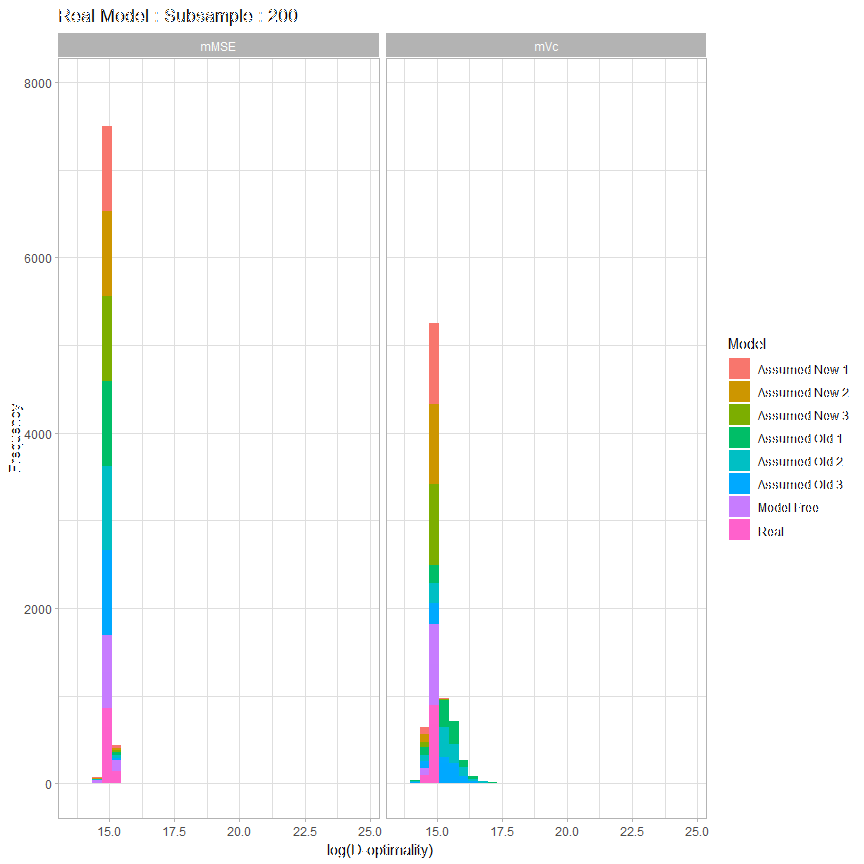 Real Model : Subsample : 200
mMSE
mVc
8000
6000
4000
2000
0
Frequency
15.0 17.5 20.0 22.5 25.0
15.0 17.5 20.0 22.5 25.0
log(D-optimality)
Model
Assumed New 1
Assumed New 2
Assumed New 3
Assumed Old 1
Assumed Old 2
Assumed Old 3
Model Free
Real